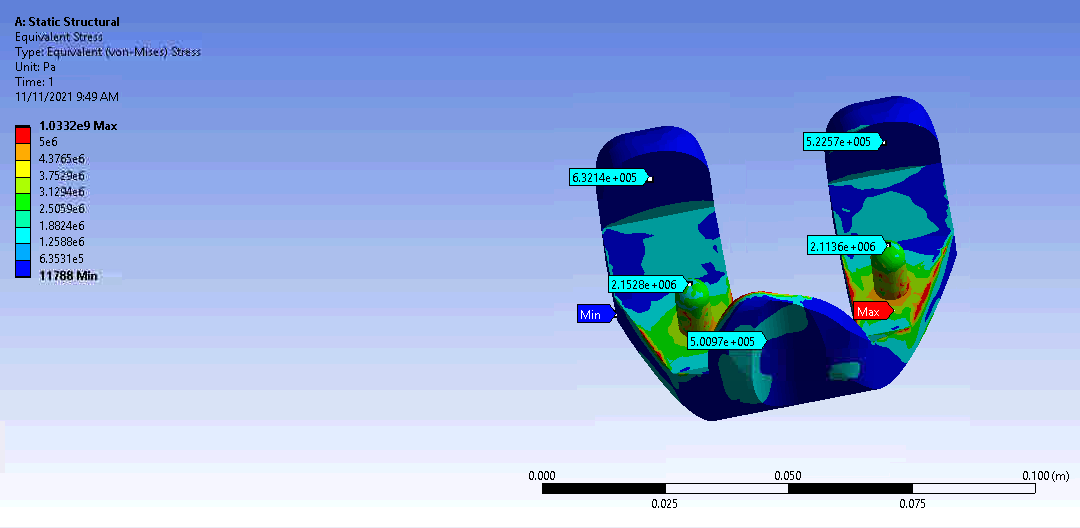 A: Static Structural
Equivalent Stress
Type: Equivalent (von-Mises) Stress
Unit: Pa
Time: 1
11/11/2021 9:49 AM
1.0332e9 Max
5e6
4.3765e6
3.7529e6
3.1294e6
2.5059e6
1.8824e6
1.2588e6
6.3531e5
11788 Min
5.2257e+005
6.3214e+005
2.1136e+006
2.1528e+006
Min
Max
5.0097e+005
0.000
0.050
0.100 (m)
0.025
0.075